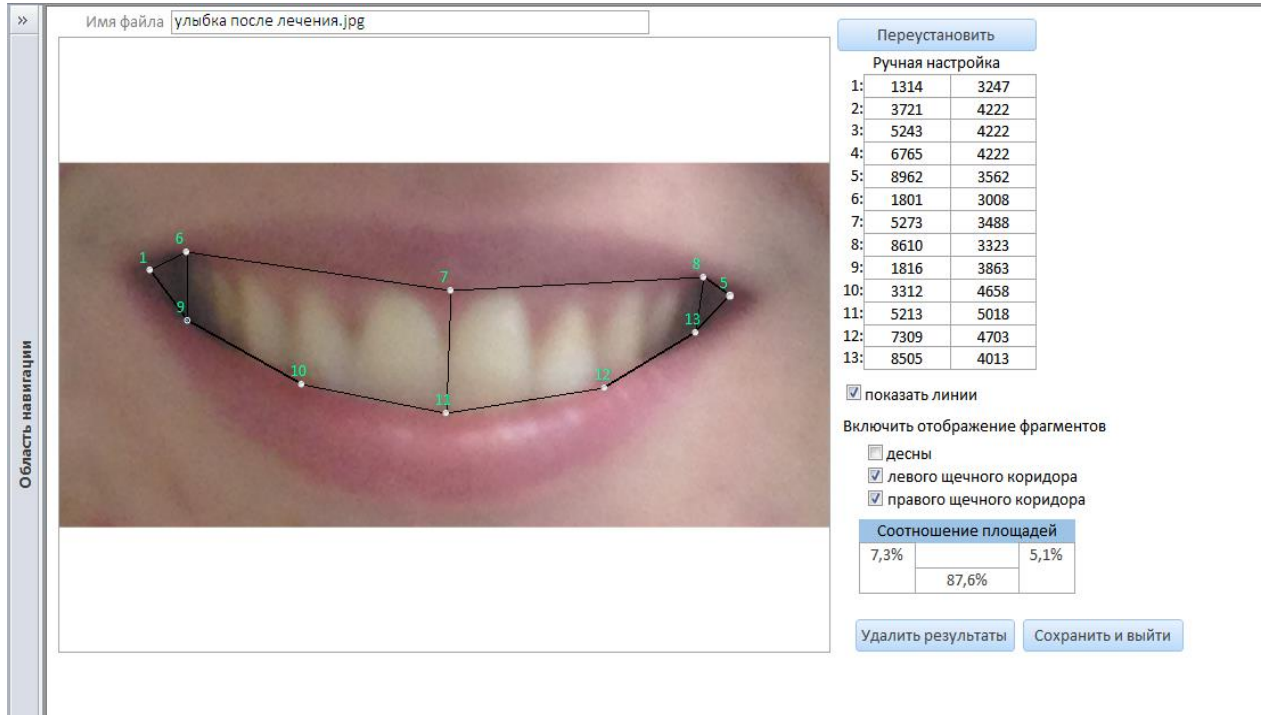 »
Область навигации
Имя файла улыбка после лечения.jpg
1
6
7
8
5
9
13
10
12
11
Переустановить
Ручная настройка
1: 1314 3247
2: 3721 4222
3: 5243 4222
4: 6765 4222
5: 8962 3562
6: 1801 3008
7: 5273 3488
8: 8610 3323
9: 1816 3863
10: 3312 4658
11: 5213 5018
12: 7309 4703
13: 8505 4013
показать линии
Включить отображение фрагментов
десны
левого щечного коридора
правого щечного коридора
Соотношение площадей
7,3% 5,1%
87,6%
Удалить результаты Сохранить и выйти